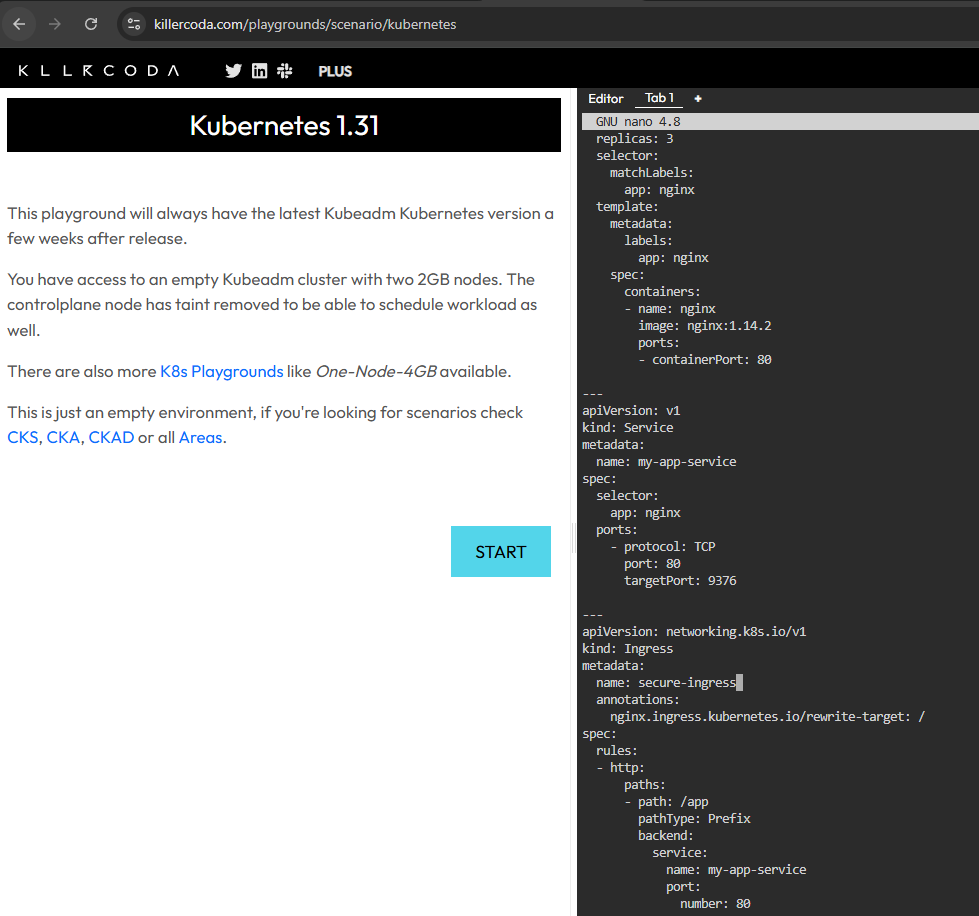 killercoda.com/playgrounds/scenario/kubernetes
KLLRCODA
PLUS
Kubernetes 1.31
This playground will always have the latest Kubeadm Kubernetes version a
few weeks after release.
You have access to an empty Kubeadm cluster with two 2GB nodes. The
controlplane node has taint removed to be able to schedule workload as
well.
There are also more K8s Playgrounds like One-Node-4GB available.
This is just an empty environment, if you're looking for scenarios check
CKS, CKA, CKAD or all Areas.
START
Editor Tab 1 +
GNU nano 4.8
  replicas: 3
  selector:
    matchLabels:
      app: nginx
  template:
    metadata:
      labels:
        app: nginx
    spec:
      containers:
      - name: nginx
        image: nginx:1.14.2
        ports:
        - containerPort: 80
---
apiVersion: v1
kind: Service
metadata:
  name: my-app-service
spec:
  selector:
    app: nginx
  ports:
    - protocol: TCP
      port: 80
      targetPort: 9376
---
apiVersion: networking.k8s.io/v1
kind: Ingress
metadata:
  name: secure-ingress
  annotations:
    nginx.ingress.kubernetes.io/rewrite-target: /
spec:
  rules:
  - http:
      paths:
      - path: /app
        pathType: Prefix
        backend:
          service:
            name: my-app-service
            port:
              number: 80